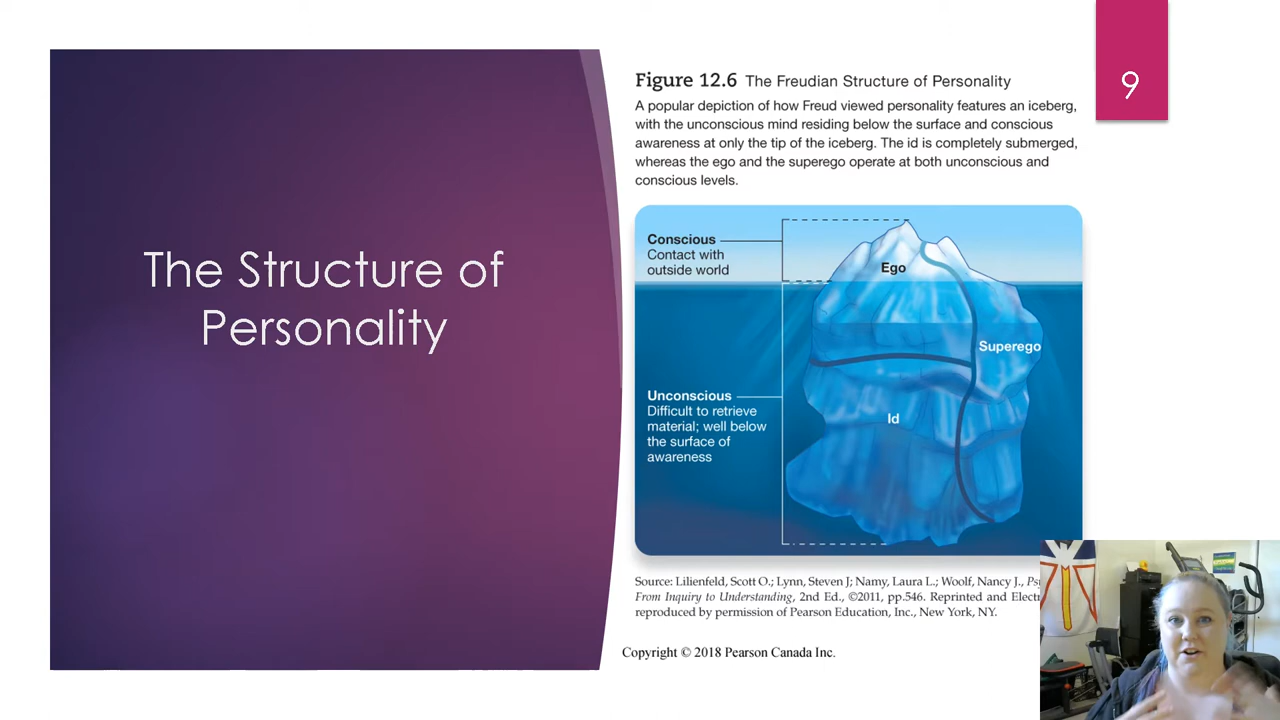 The Structure of
Personality
9
Figure 12.6 The Freudian Structure of Personality
A popular depiction of how Freud viewed personality features an iceberg,
with the unconscious mind residing below the surface and conscious
awareness at only the tip of the iceberg. The id is completely submerged,
whereas the ego and the superego operate at both unconscious and
conscious levels.
Conscious
Contact with
outside world
Ego
Superego
Unconscious
Difficult to retrieve
material; well below
the surface of
awareness
Id
Source: Lilienfeld, Scott O.; Lynn, Steven J; Namy, Laura L.; Woolf, Nancy J.,
From Inquiry to Understanding, 2nd Ed., ©2011, pp.546. Reprinted and
reproduced by permission of Pearson Education, Inc., New York, NY.
Copyright © 2018 Pearson Canada Inc.